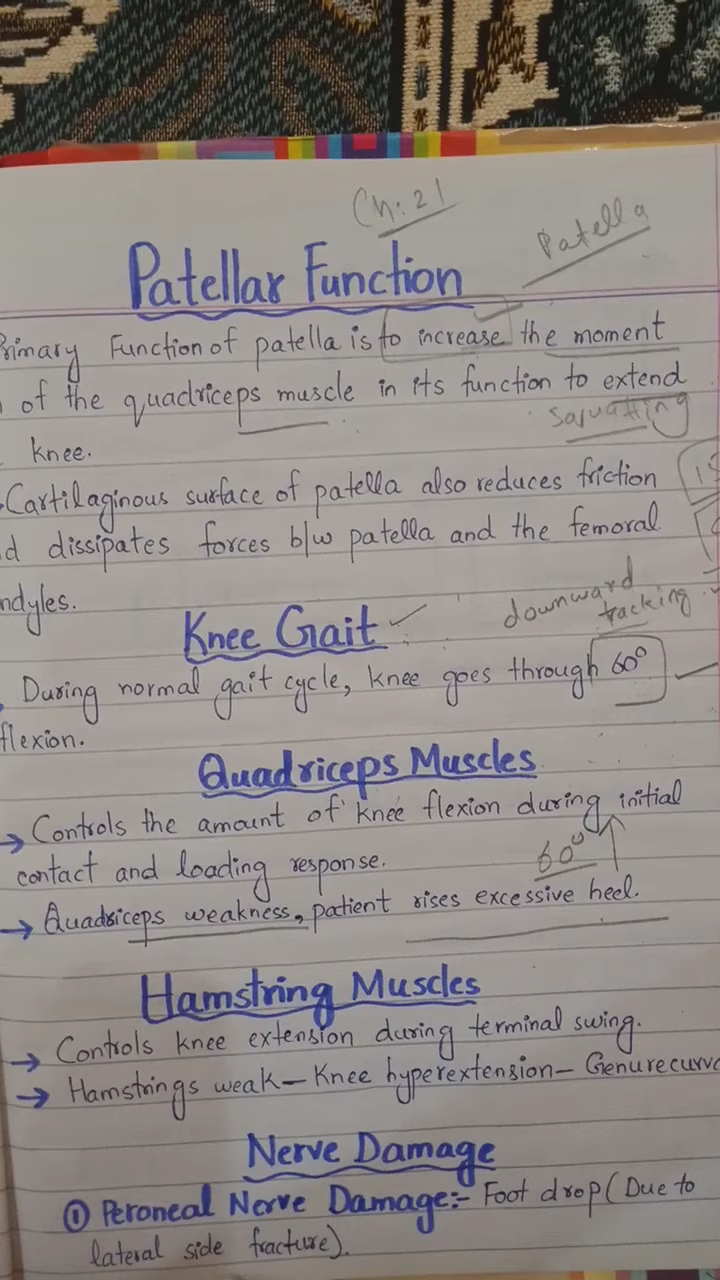 Ch: 21
Patella
Patellar Function
Primary Function of patella is to increase the moment
of the quadriceps muscle in its function to extend
squatting
knee.
Cartilaginous surface of patella also reduces friction
d dissipates forces b/w patella and the femoral
ndyles.
downward
tracking
Knee Gait
During normal gait cycle, knee goes through 60°
flexion.
Quadriceps Muscles
→ Controls the amount of knee flexion during initial
contact and loading response.
60°
→ Quadriceps weakness, patient rises excessive heel.
Hamstring Muscles
→ Controls knee extension during terminal swing.
→ Hamstrings weak – Knee hyperextension – Genurecurva
Nerve Damage
① Peroneal Nerve Damage:- Foot drop (Due to
lateral side fracture).